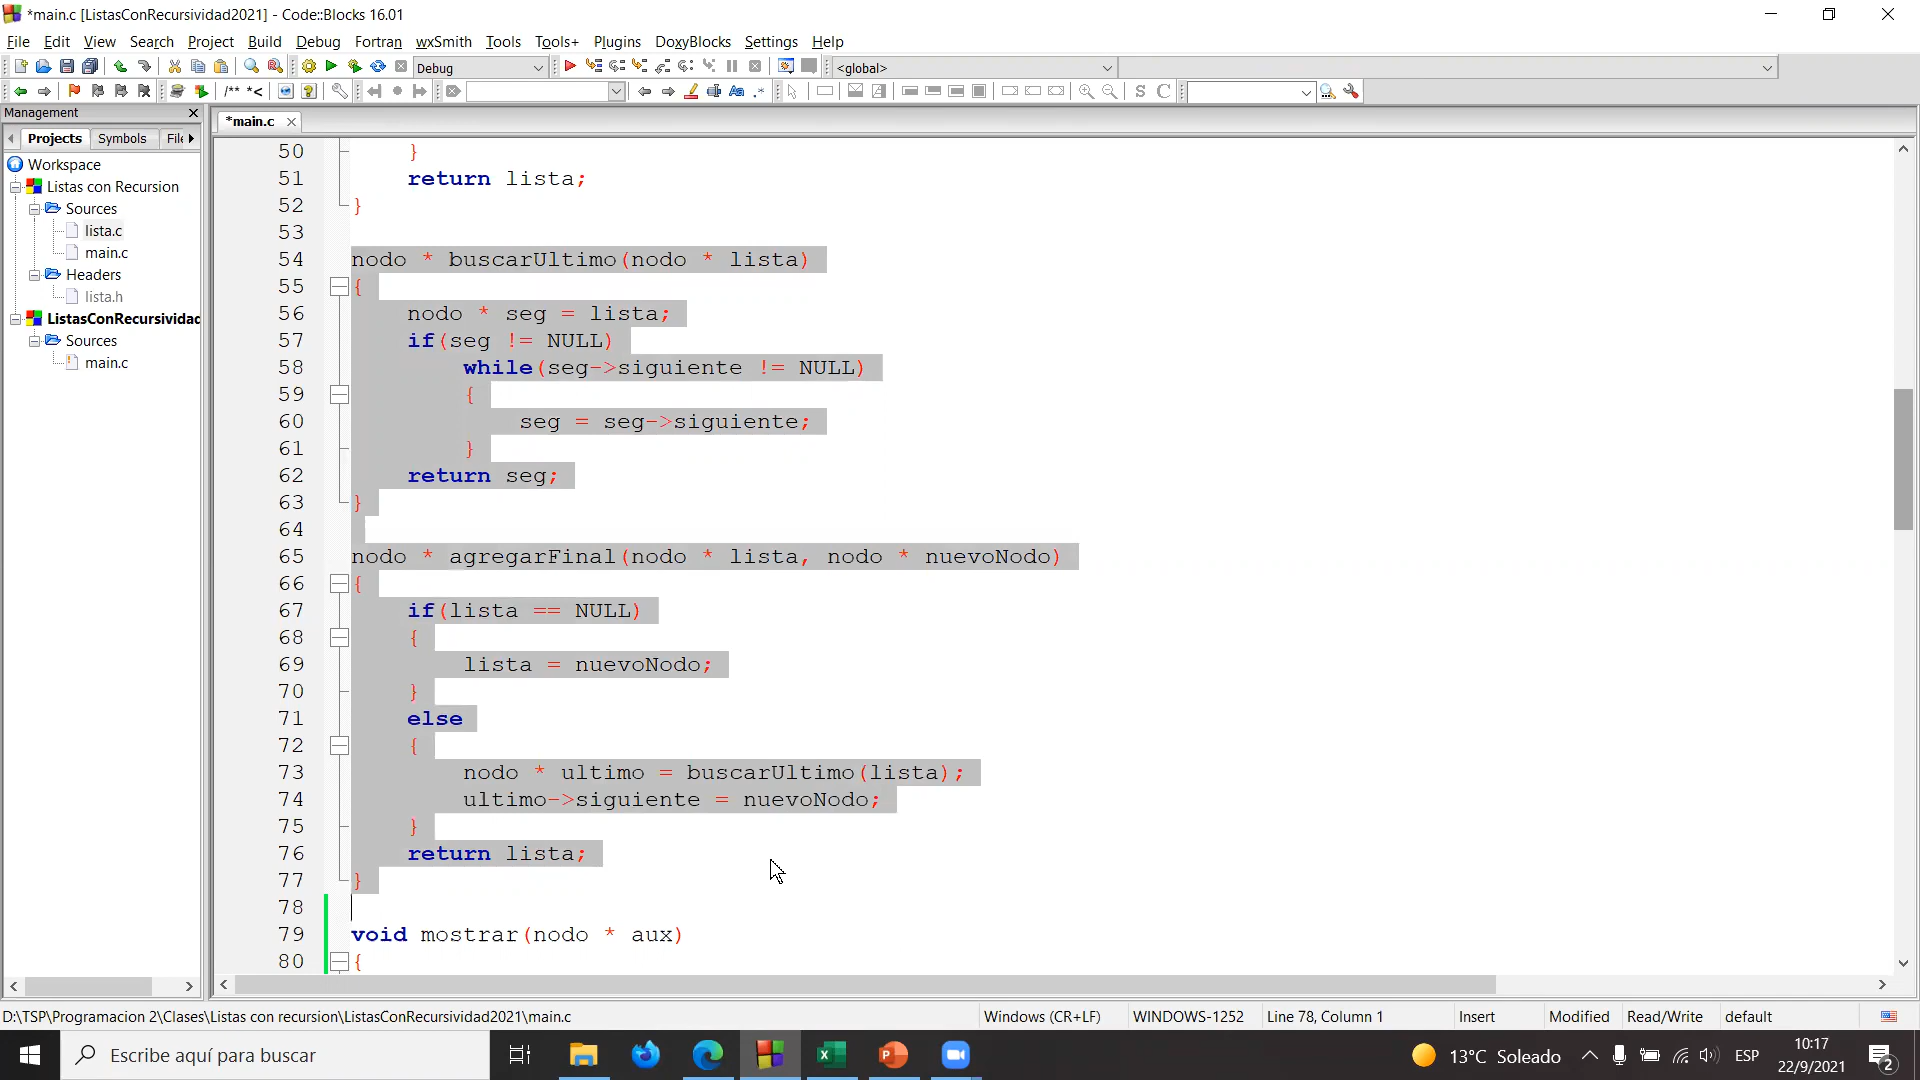 *main.c [ListasConRecursividad2021] - Code::Blocks 16.01
File Edit View Search Project Build Debug Fortran wxSmith Tools Tools+ Plugins DoxyBlocks Settings Help
Debug <global>
/** *< Aa .* S C
Management
Projects Symbols File
*main.c
Workspace
Listas con Recursion
Sources
lista.c
main.c
Headers
lista.h
ListasConRecursividad
Sources
main.c
50 }
51 return lista;
52 }
53
54 nodo * buscarUltimo(nodo * lista)
55 {
56 nodo * seg = lista;
57 if(seg != NULL)
58 while(seg->siguiente != NULL)
59 {
60 seg = seg->siguiente;
61 }
62 return seg;
63 }
64
65 nodo * agregarFinal(nodo * lista, nodo * nuevoNodo)
66 {
67 if(lista == NULL)
68 {
69 lista = nuevoNodo;
70 }
71 else
72 {
73 nodo * ultimo = buscarUltimo(lista);
74 ultimo->siguiente = nuevoNodo;
75 }
76 return lista;
77 }
78
79 void mostrar(nodo * aux)
80 {
D:\TSP\Programacion 2\Clases\Listas con recursion\ListasConRecursividad2021\main.c Windows (CR+LF) WINDOWS-1252 Line 78, Column 1 Insert Modified Read/Write default
Escribe aquí para buscar 13°C Soleado ESP 10:17
22/9/2021 2